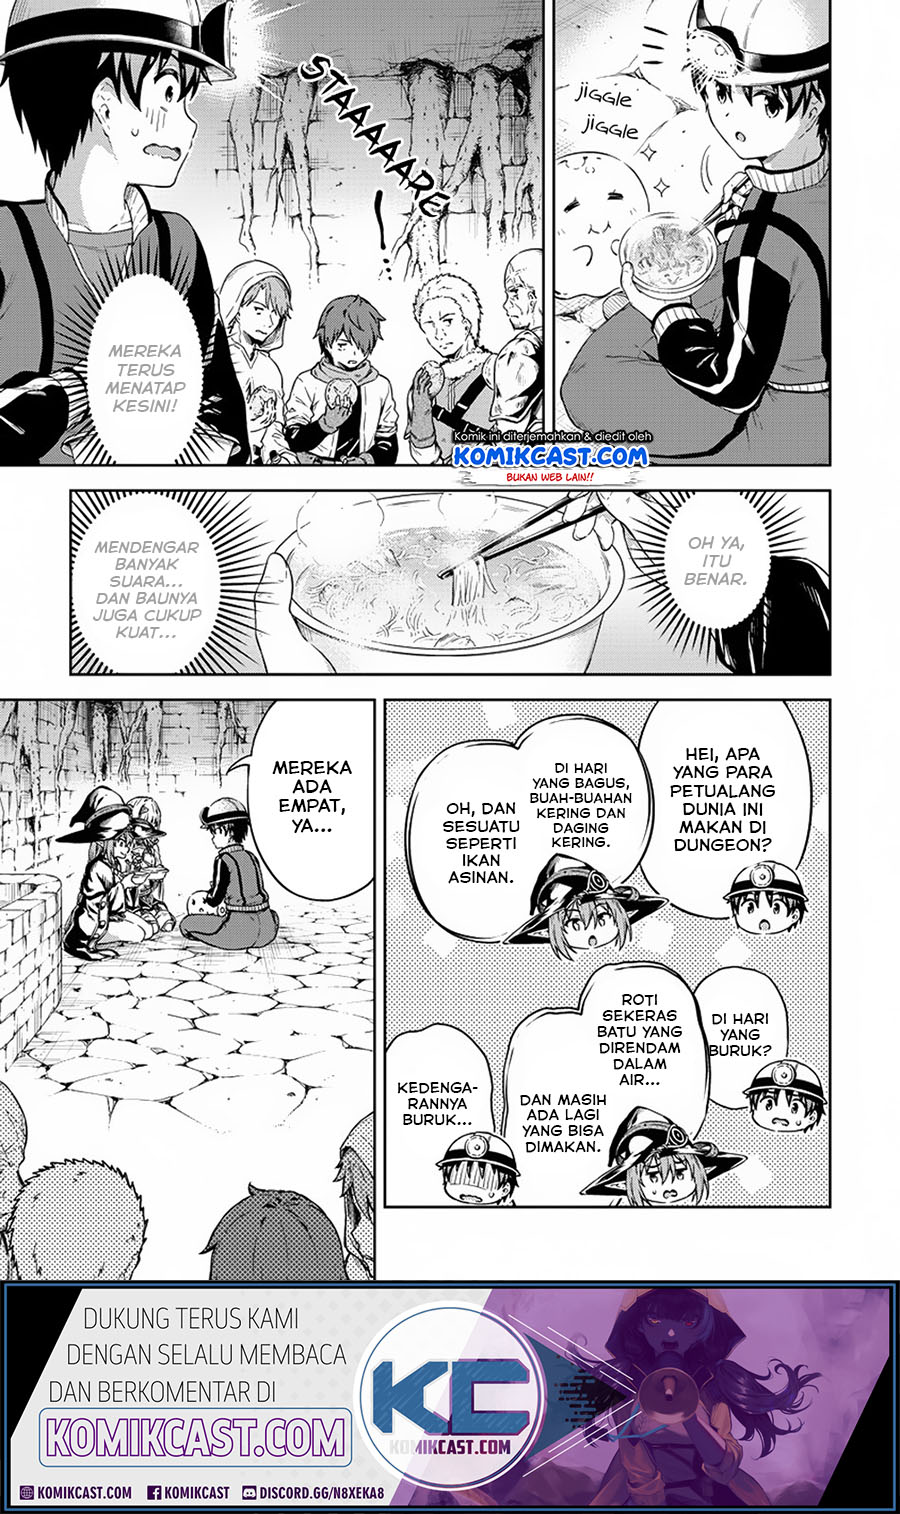 JIGGLE
JIGGLE
STAAAAARE
MEREKA
TERUS
MENATAP
KESINI!
Komik ini diterjemahkan & diedit oleh
KOMIKCAST.COM
BUKAN WEB LAIN!!
OH YA,
ITU
BENAR.
MENDENGAR
BANYAK
SUARA...
DAN BAUNYA
JUGA CUKUP
KUAT...
HEI, APA
YANG PARA
PETUALANG
DUNIA INI
MAKAN DI
DUNGEON?
DI HARI
YANG BAGUS,
BUAH-BUAHAN
KERING DAN
DAGING
KERING.
OH, DAN
SESUATU
SEPERTI
IKAN
ASINAN.
DI HARI
YANG
BURUK?
ROTI
SEKERAS
BATU YANG
DIRENDAM
DALAM
AIR...
DAN MASIH
ADA LAGI
YANG BISA
DIMAKAN.
KEDENGA-
RANNYA
BURUK...
MEREKA
ADA
EMPAT,
YA...
DUKUNG TERUS KAMI
DENGAN SELALU MEMBACA
DAN BERKOMENTAR DI
KOMIKCAST.COM
KC
KOMIKCAST.COM
KOMIKCAST.COM KOMIKCAST DISCORD.GG/N8XEKA8